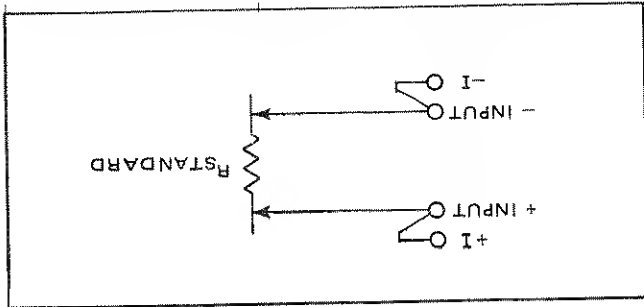 +I
+ INPUT
RSTANDARD
− INPUT
−I